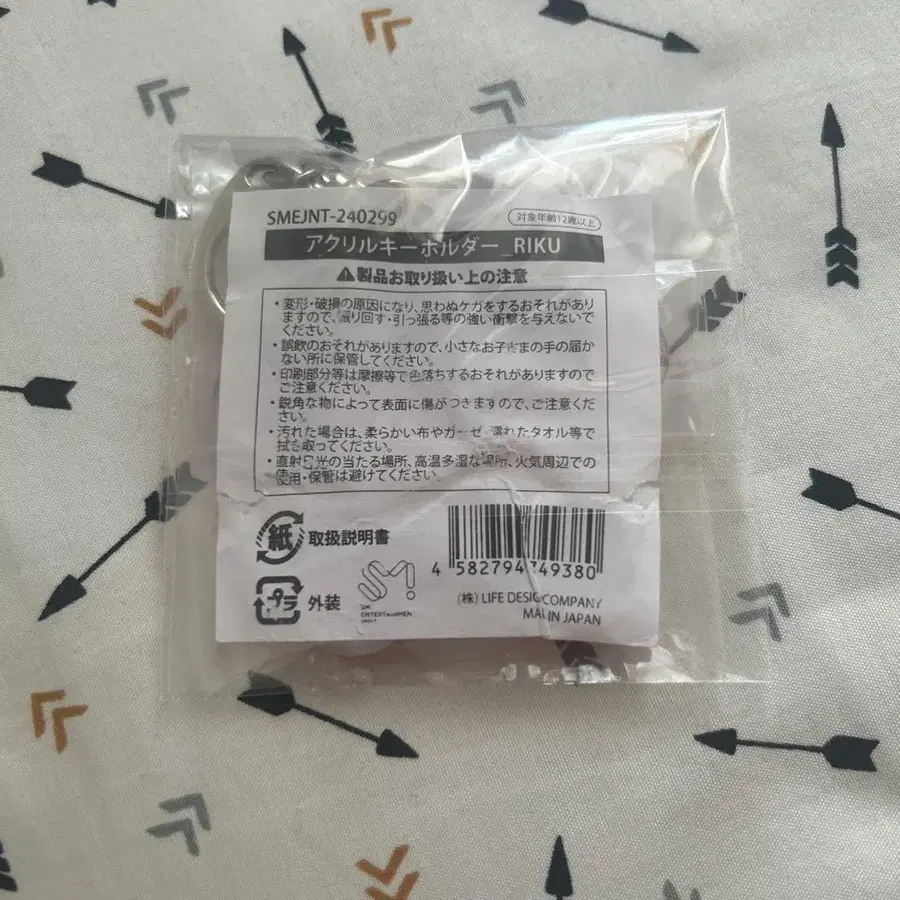 SMEJNT-240299
対象年齢12歳以上
アクリルキーホルダー_RIKU
⚠製品お取り扱い上の注意
・変形・破損の原因になり、思わぬケガをするおそれがあり
ますので、振り回す・引っ張る等の強い衝撃を与えないで
ください。
・誤飲のおそれがありますので、小さなお子さまの手の届か
ない所に保管してください。
・印刷部分等は摩擦等で色落ちするおそれがありますので
ご注意ください。
・鋭角な物によって表面に傷がつきますので、ご注意くだ
さい。
・汚れた場合は、柔らかい布やガーゼ・濡れたタオル等で
拭き取ってください。
・直射日光の当たる場所、高温多湿な場所、火気周辺での
使用・保管は避けてください。
紙 取扱説明書
プラ 外装
SM
SM
ENTERTAINMENT
GROUP
4 582794 749380
(株) LIFE DESIGN COMPANY
MADE IN JAPAN